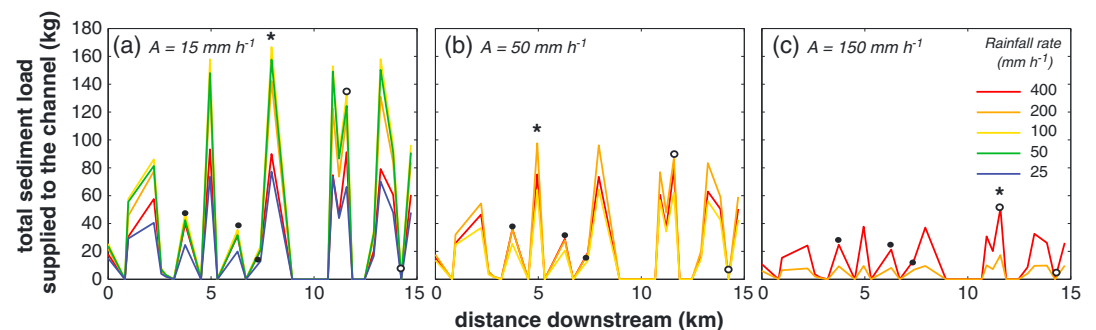 total sediment load
supplied to the channel (kg)
180
160
140
120
100
80
60
40
20
0
(a) A = 15 mm h⁻¹
*
0 5 10 15
(b) A = 50 mm h⁻¹
*
0 5 10 15
(c) A = 150 mm h⁻¹
Rainfall rate
(mm h⁻¹)
400
200
100
50
25
*
0 5 10 15
distance downstream (km)